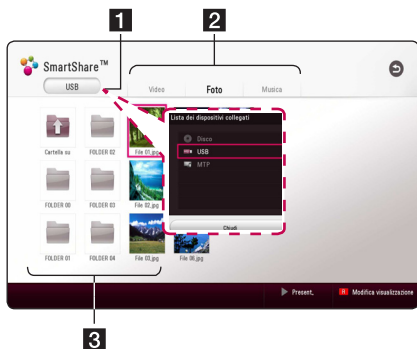 1
2
SmartShare™
USB
Video
Foto
Musica
Lista dei dispositivi collegati
Disco
USB
MTP
Chiudi
Cartella su
FOLDER 02
File 01.jpg
FOLDER 00
FOLDER 03
File 02.jpg
FOLDER 01
FOLDER 04
File 03.jpg
File 06.jpg
Present.
R Modifica visualizzazione
3